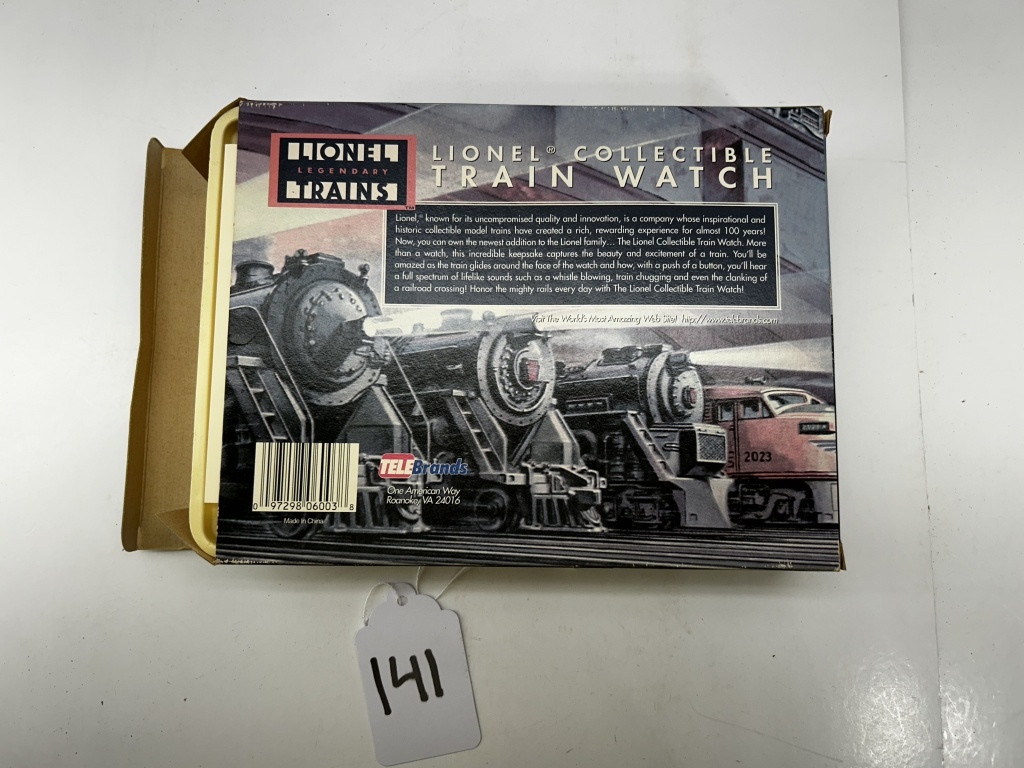 LIONEL
LEGENDARY
TRAINS™
LIONEL® COLLECTIBLE
TRAIN WATCH
Lionel,® known for its uncompromised quality and innovation, is a company whose inspirational and
historic collectible model trains have created a rich, rewarding experience for almost 100 years!
Now, you can own the newest addition to the Lionel family... The Lionel Collectible Train Watch. More
than a watch, this incredible keepsake captures the beauty and excitement of a train. You'll be
amazed as the train glides around the face of the watch and how, with a push of a button, you'll hear
a full spectrum of lifelike sounds such as a whistle blowing, train chugging and even the clanking of
a railroad crossing! Honor the mighty rails every day with The Lionel Collectible Train Watch!
Visit The World's Most Amazing Web Site! http://www.telebrands.com
2023
TELEBrands
One American Way
Roanoke, VA 24016
0 97298 06003 8
Made in China
141